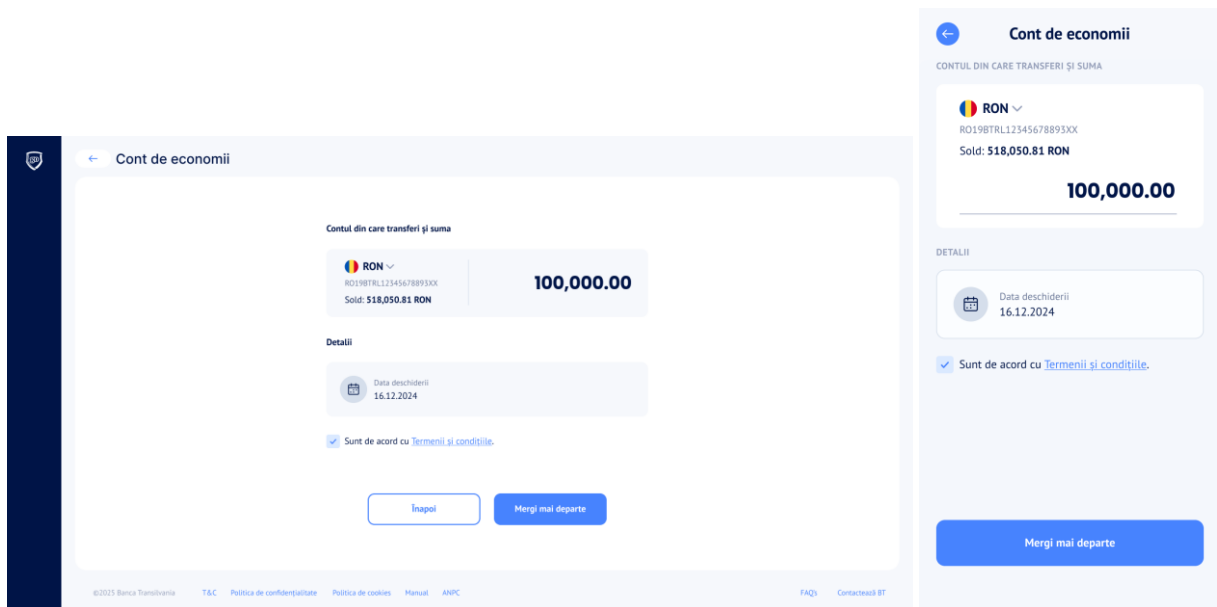 Cont de economii
Contul din care transferi și suma
RON
RO19BTRL12345678893XX
Sold: 518,050.81 RON
100,000.00
Detalii
Data deschiderii
16.12.2024
Sunt de acord cu Termenii și condițiile.
Înapoi
Mergi mai departe
©2025 Banca Transilvania T&C Politica de confidențialitate Politica de cookies Manual ANPC FAQs Contactează BT
Cont de economii
CONTUL DIN CARE TRANSFERI ȘI SUMA
RON
RO19BTRL12345678893XX
Sold: 518,050.81 RON
100,000.00
DETALII
Data deschiderii
16.12.2024
Sunt de acord cu Termenii și condițiile.
Mergi mai departe